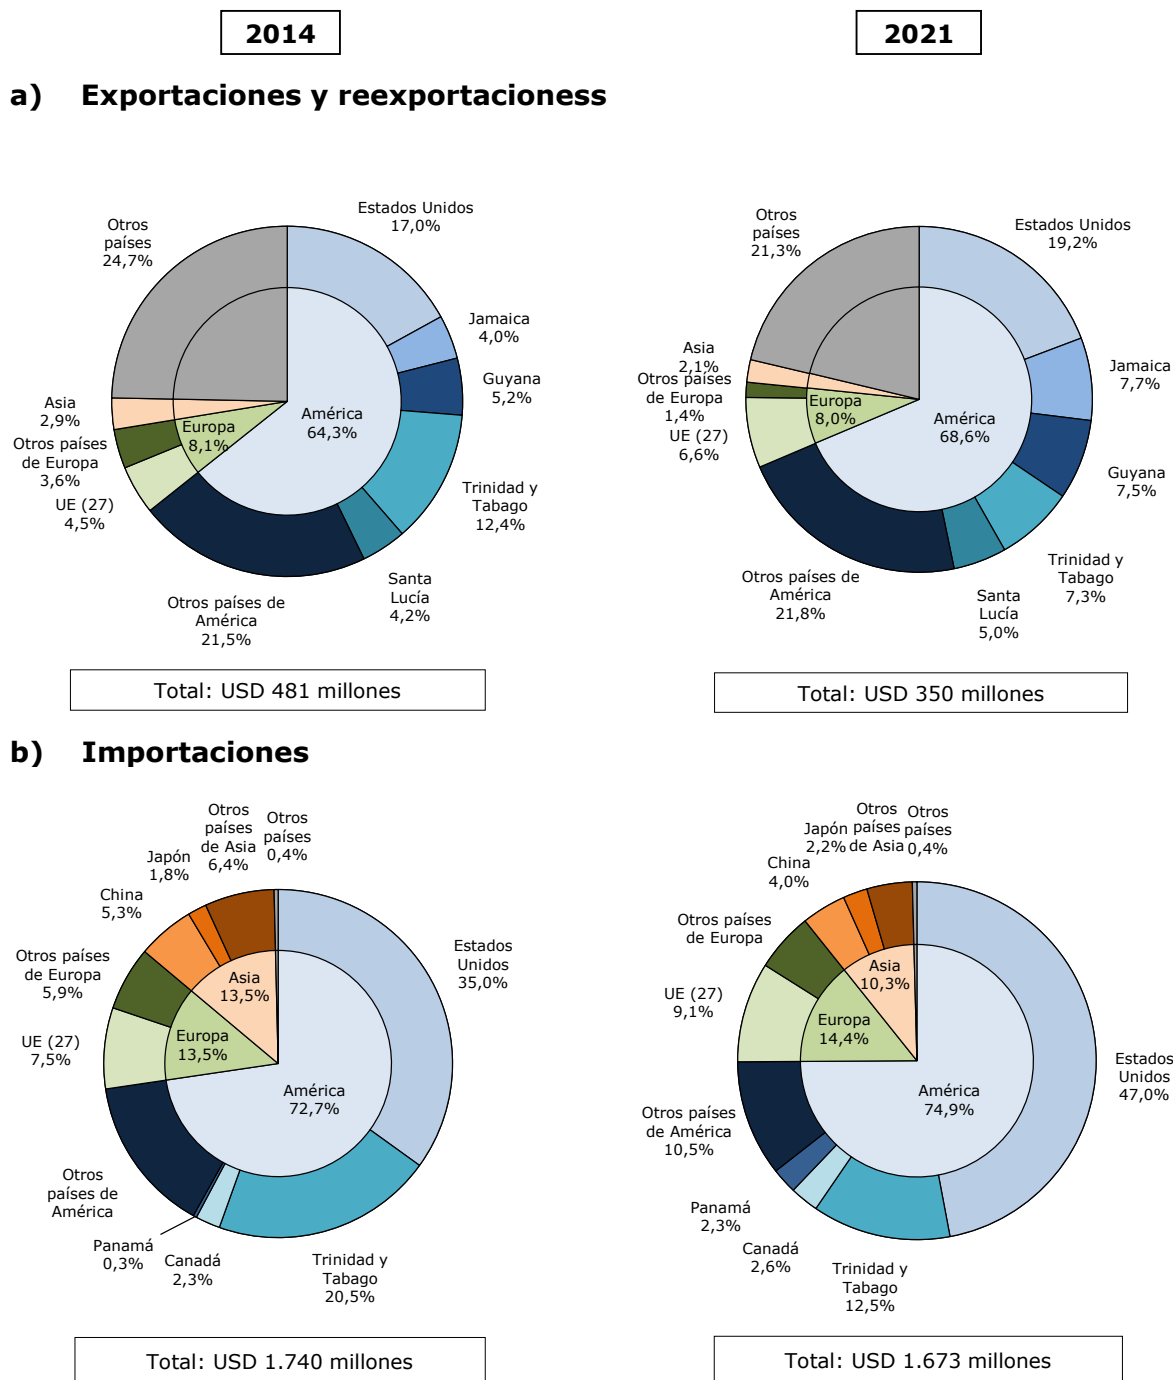 2014
2021
a) Exportaciones y reexportacioness
Estados Unidos
17,0%
Jamaica
4,0%
Guyana
5,2%
Trinidad y
Tabago
12,4%
Santa
Lucía
4,2%
Otros países de
América
21,5%
UE (27)
4,5%
Otros países
de Europa
3,6%
Asia
2,9%
Otros
países
24,7%
América
64,3%
Europa
8,1%
Total: USD 481 millones
Estados Unidos
19,2%
Jamaica
7,7%
Guyana
7,5%
Trinidad y
Tabago
7,3%
Santa
Lucía
5,0%
Otros países de
América
21,8%
UE (27)
6,6%
Otros países
de Europa
1,4%
Asia
2,1%
Otros
países
21,3%
América
68,6%
Europa
8,0%
Total: USD 350 millones
b) Importaciones
Estados
Unidos
35,0%
Trinidad y
Tabago
20,5%
Canadá
2,3%
Panamá
0,3%
Otros
países de
América
UE (27)
7,5%
Otros países
de Europa
5,9%
China
5,3%
Japón
1,8%
Otros
países
de Asia
6,4%
Otros
países
0,4%
América
72,7%
Europa
13,5%
Asia
13,5%
Total: USD 1.740 millones
Estados
Unidos
47,0%
Trinidad y
Tabago
12,5%
Canadá
2,6%
Panamá
2,3%
Otros países
de América
10,5%
UE (27)
9,1%
Otros países
de Europa
China
4,0%
Japón
2,2%
Otros
países
de Asia
Otros
países
0,4%
América
74,9%
Europa
14,4%
Asia
10,3%
Total: USD 1.673 millones